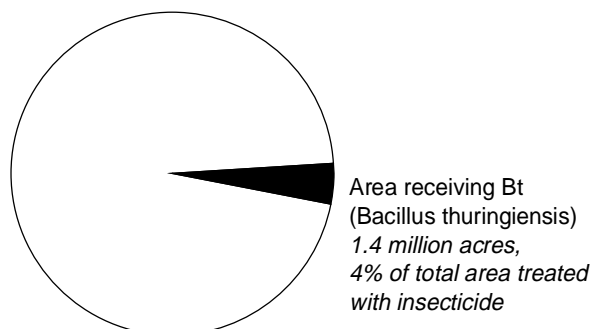 Area receiving Bt
(Bacillus thuringiensis)
1.4 million acres,
4% of total area treated
with insecticide